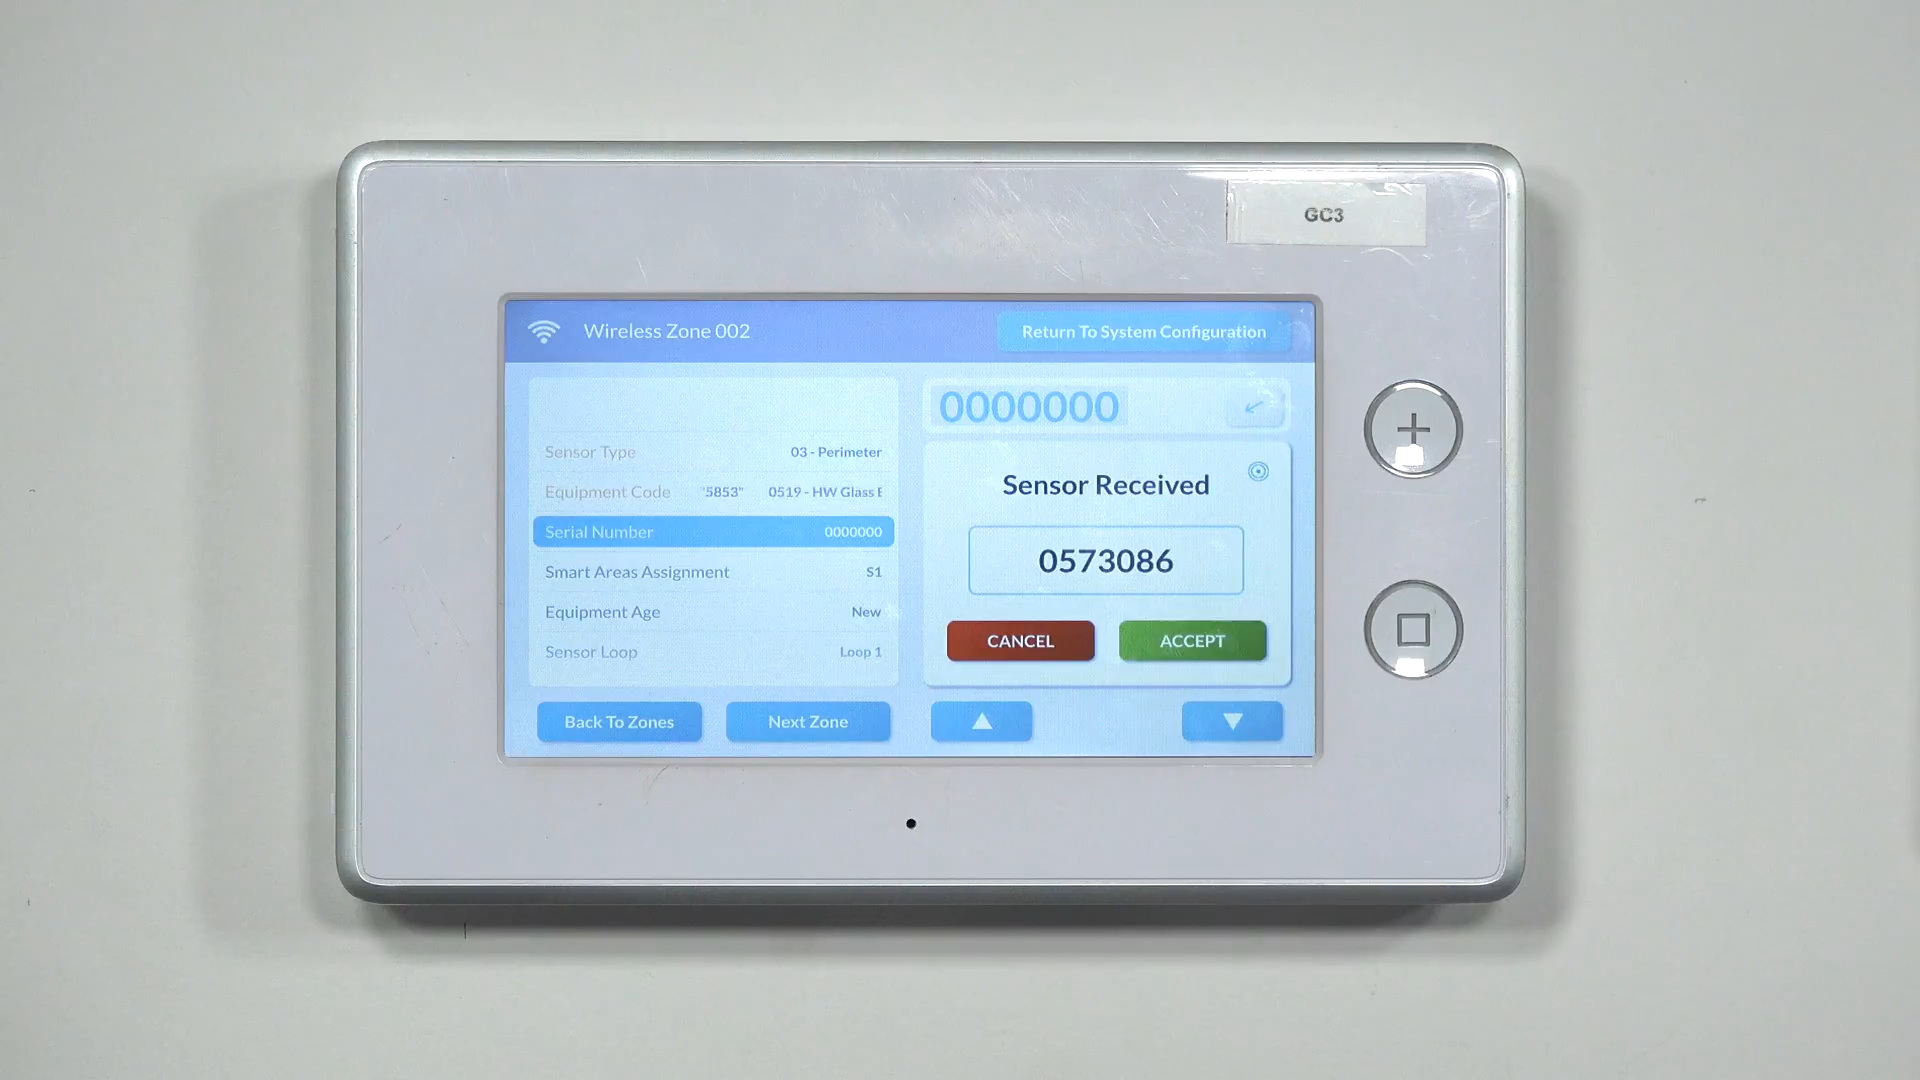 GC3
Wireless Zone 002
Return To System Configuration
0000000
Sensor Type 03 - Perimeter
Equipment Code "5853" 0519 - HW Glass
Serial Number 0000000
Smart Areas Assignment S1
Equipment Age New
Sensor Loop Loop 1
Sensor Received
0573086
CANCEL ACCEPT
Back To Zones Next Zone